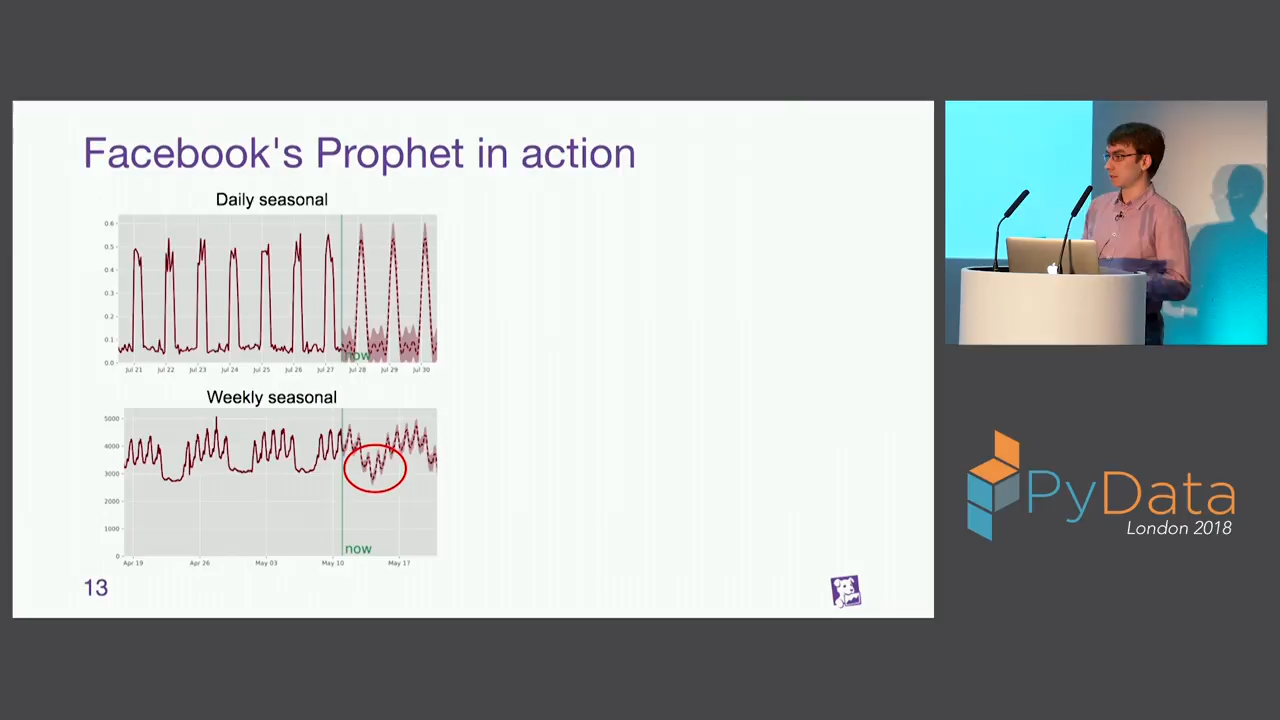 Facebook's Prophet in action
Daily seasonal
0.6
0.5
0.4
0.3
0.2
0.1
0.0
now
Jul 21 Jul 22 Jul 23 Jul 24 Jul 25 Jul 26 Jul 27 Jul 28 Jul 29 Jul 30
Weekly seasonal
5000
4000
3000
2000
1000
0
now
Apr 19 Apr 26 May 03 May 10 May 17
13
PyData
London 2018